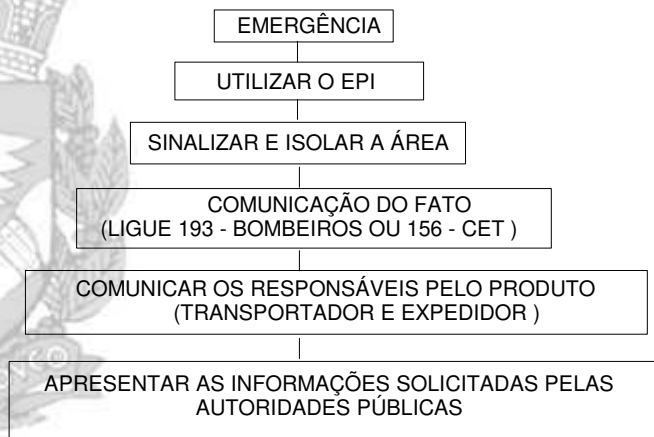 EMERGÊNCIA
UTILIZAR O EPI
SINALIZAR E ISOLAR A ÁREA
COMUNICAÇÃO DO FATO
(LIGUE 193 - BOMBEIROS OU 156 - CET )
COMUNICAR OS RESPONSÁVEIS PELO PRODUTO
(TRANSPORTADOR E EXPEDIDOR )
APRESENTAR AS INFORMAÇÕES SOLICITADAS PELAS
AUTORIDADES PÚBLICAS